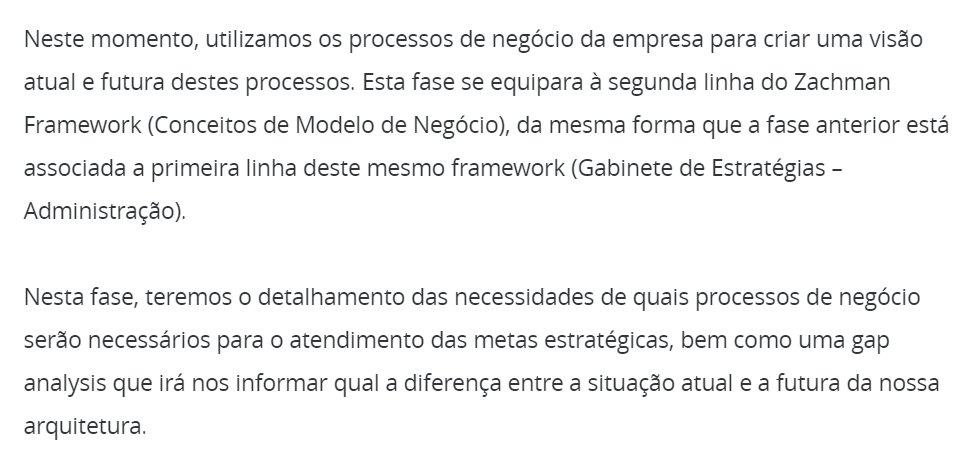 Neste momento, utilizamos os processos de negócio da empresa para criar uma visão
atual e futura destes processos. Esta fase se equipara à segunda linha do Zachman
Framework (Conceitos de Modelo de Negócio), da mesma forma que a fase anterior está
associada a primeira linha deste mesmo framework (Gabinete de Estratégias –
Administração).
Nesta fase, teremos o detalhamento das necessidades de quais processos de negócio
serão necessários para o atendimento das metas estratégicas, bem como uma gap
analysis que irá nos informar qual a diferença entre a situação atual e a futura da nossa
arquitetura.